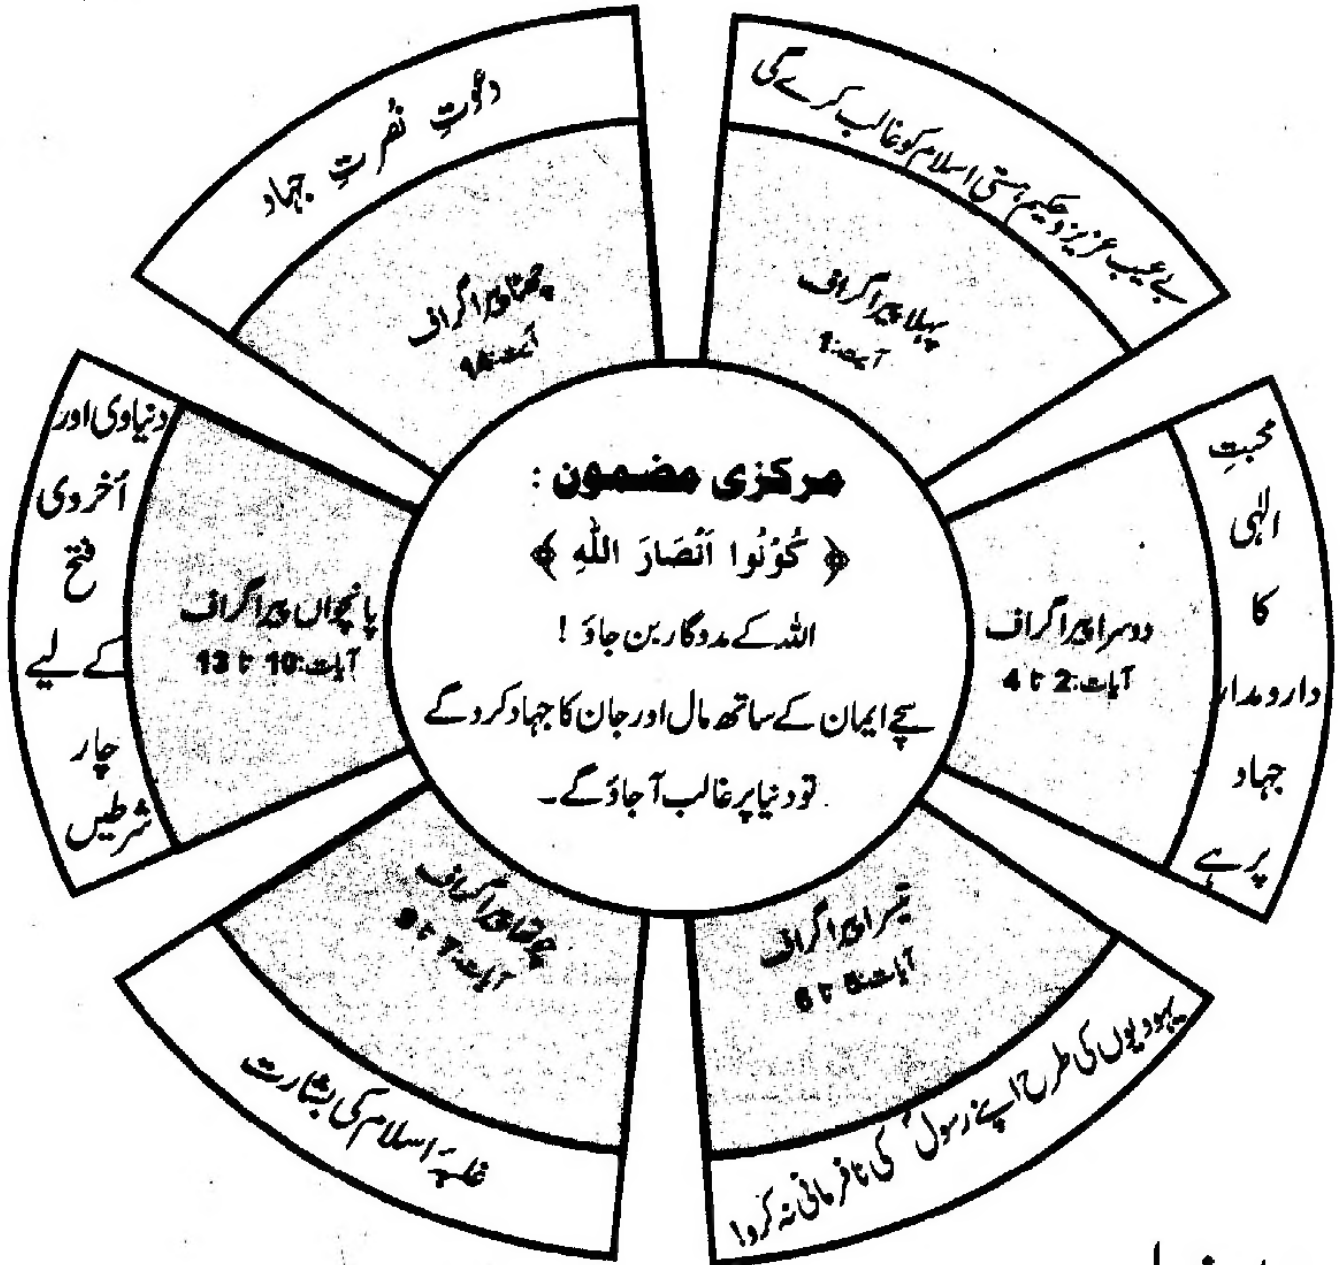 مرکزی مضمون :
﴿ کُوْنُوا اَنْصَارَ اللّٰهِ ﴾
اللہ کے مددگار بن جاؤ !
سچے ایمان کے ساتھ مال اور جان کا جہاد کرو گے
تو دنیا پر غالب آ جاؤ گے۔
بے عیب عزیز و حکیم ہستی اسلام کو غالب کرے گی
پہلا پیراگراف
آیت:1
محبتِ
الٰہی
کا
دارومدار
جہاد
پر ہے
دوسرا پیراگراف
آیات:2 تا 4
یہودیوں کی طرح اپنے رسولؐ کی نافرمانی نہ کرو!
تیسرا پیراگراف
آیات:5 تا 6
غلبۂ اسلام کی بشارت
چوتھا پیراگراف
آیات:7 تا 9
دنیاوی اور
اُخروی
فتح
کے لیے
چار
شرطیں
پانچواں پیراگراف
آیات:10 تا 13
دعوتِ نُصرتِ جہاد
چھٹا پیراگراف
آیت:14